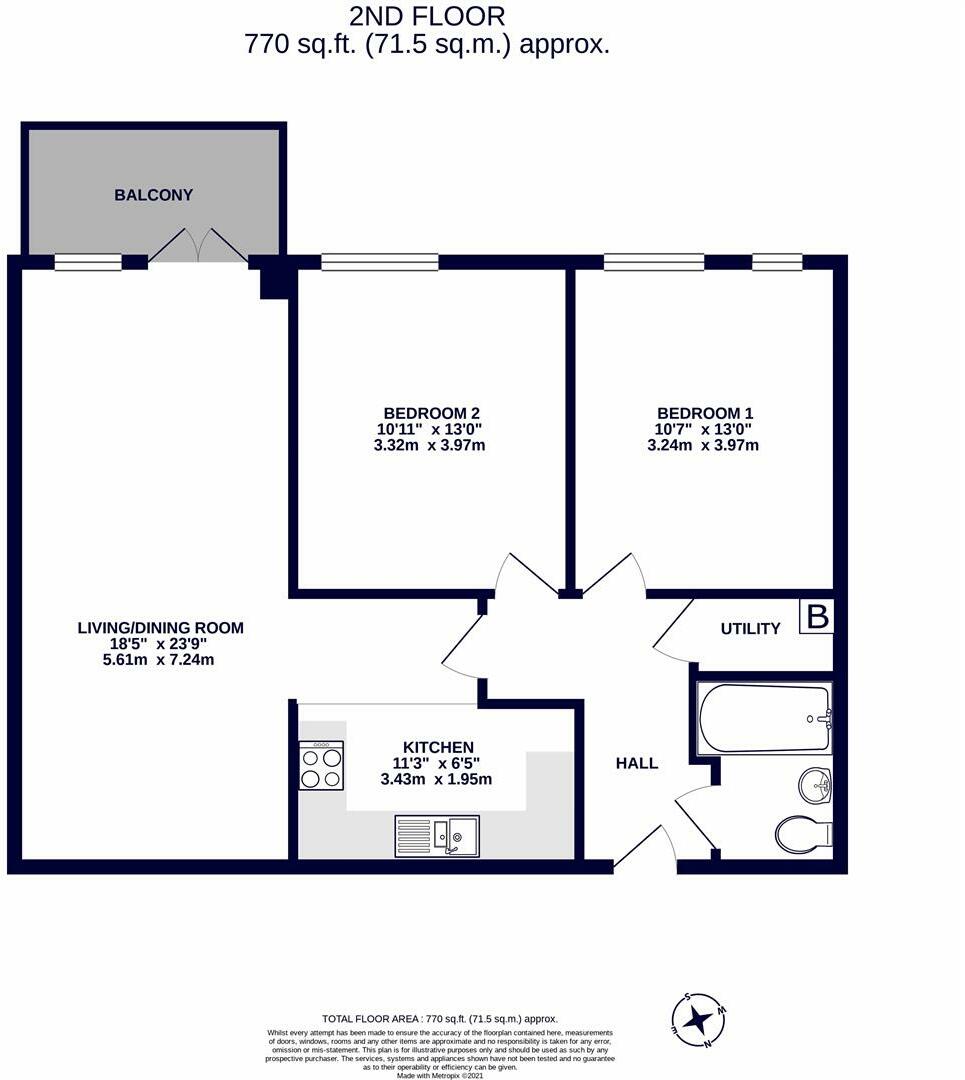 2ND FLOOR
770 sq.ft. (71.5 sq.m.) approx.
BALCONY
BEDROOM 2
10'11" x 13'0"
3.32m x 3.97m
BEDROOM 1
10'7" x 13'0"
3.24m x 3.97m
LIVING/DINING ROOM
18'5" x 23'9"
5.61m x 7.24m
UTILITY
B
KITCHEN
11'3" x 6'5"
3.43m x 1.95m
HALL
S
W
E
N
TOTAL FLOOR AREA : 770 sq.ft. (71.5 sq.m.) approx.
Whilst every attempt has been made to ensure the accuracy of the floorplan contained here, measurements
of doors, windows, rooms and any other items are approximate and no responsibility is taken for any error,
omission or mis-statement. This plan is for illustrative purposes only and should be used as such by any
prospective purchaser. The services, systems and appliances shown have not been tested and no guarantee
as to their operability or efficiency can be given.
Made with Metropix ©2021